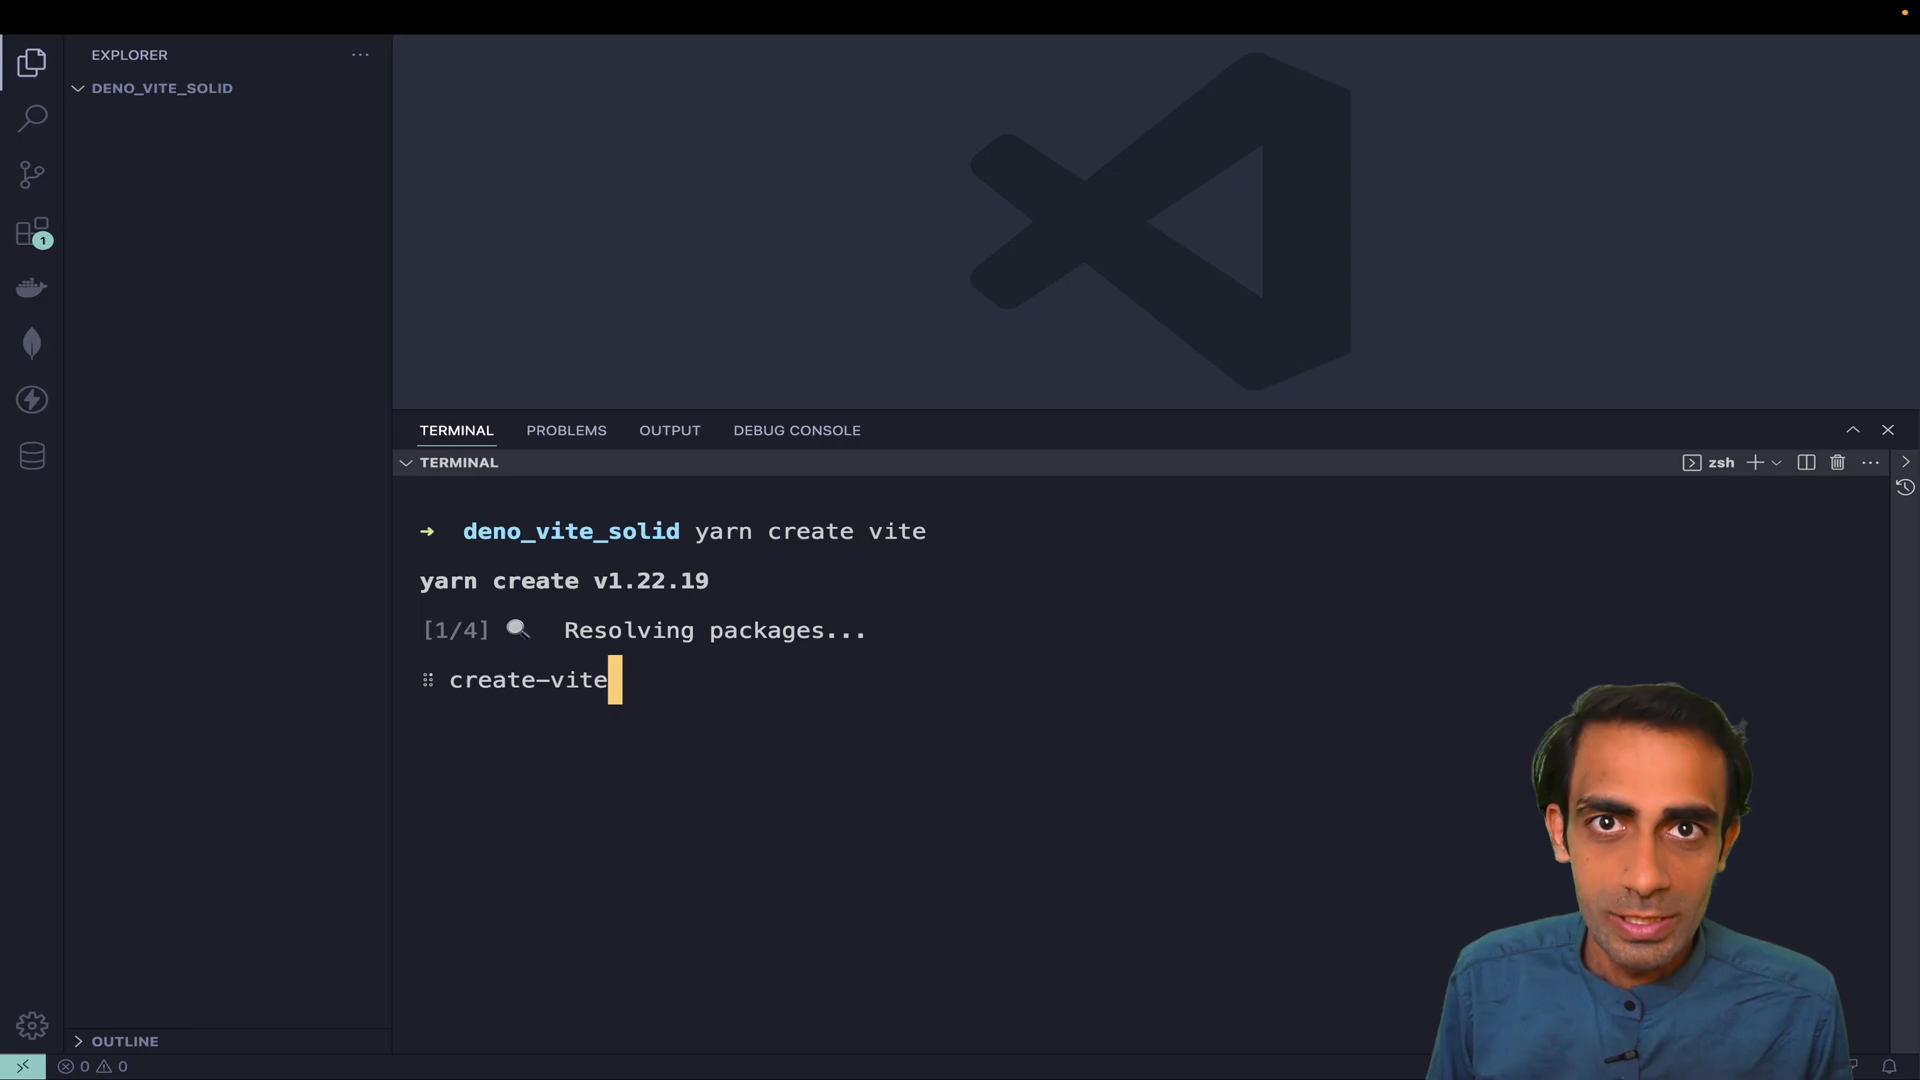 EXPLORER
DENO_VITE_SOLID
1
TERMINAL PROBLEMS OUTPUT DEBUG CONSOLE
TERMINAL
zsh
→ deno_vite_solid yarn create vite
yarn create v1.22.19
[1/4] 🔍 Resolving packages...
⠿ create-vite
OUTLINE
0 0